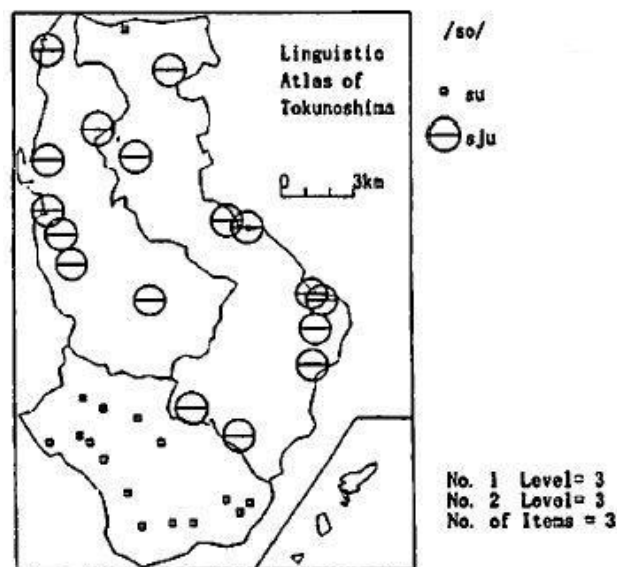 Linguistic
Atlas of
Tokunoshima
0 3km
/so/
su
sju
No. 1 Level= 3
No. 2 Level= 3
No. of Items = 3